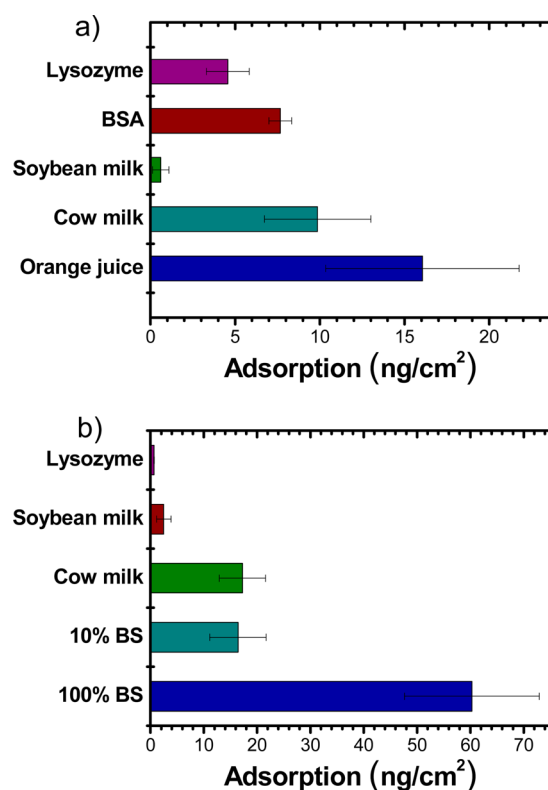 a)
Lysozyme
BSA
Soybean milk
Cow milk
Orange juice
0 5 10 15 20
Adsorption (ng/cm²)
b)
Lysozyme
Soybean milk
Cow milk
10% BS
100% BS
0 10 20 30 40 50 60 70
Adsorption (ng/cm²)